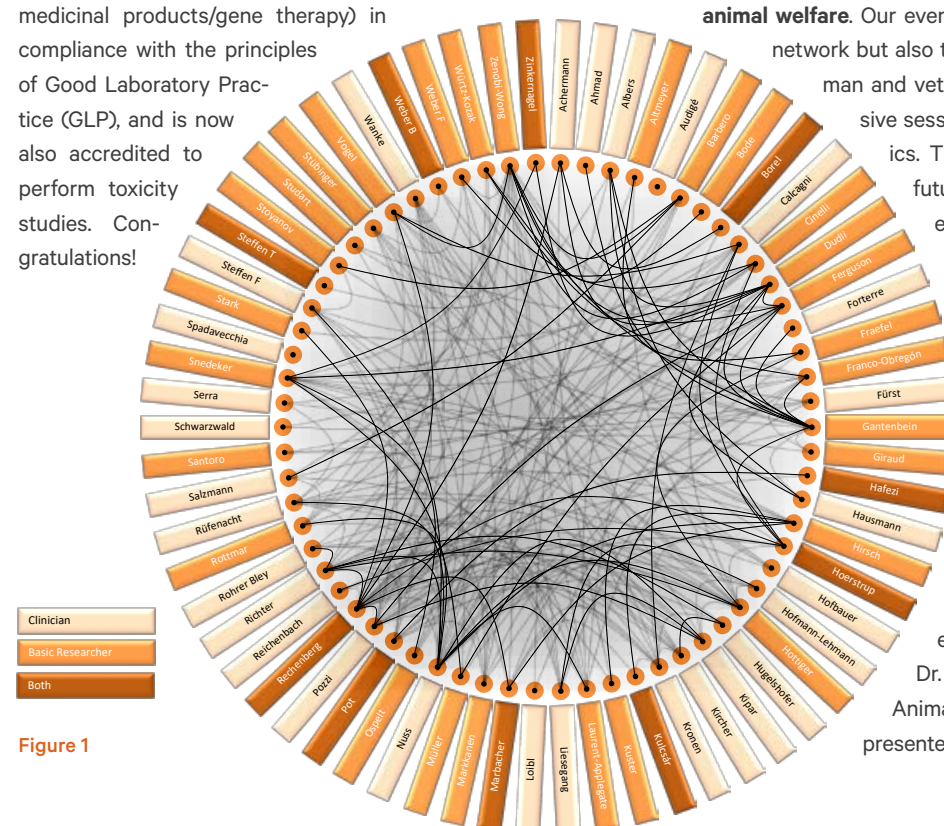 medicinal products/gene therapy) in
compliance with the principles
of Good Laboratory Prac-
tice (GLP), and is now
also accredited to
perform toxicity
studies. Con-
gratulations!
animal welfare. Our even
network but also t
man and vet
sive sess
ics. T
futu
e
Achermann
Ahmad
Albers
Altmeyer
Audigé
Barbero
Bode
Borel
Calcagni
Cinelli
Dudli
Ferguson
Forterre
Fraefel
Franco-Obregón
Fürst
Gantenbein
Giraud
Hafezi
Hausmann
Hirsch
Hoerstrup
Hofbauer
Hofmann-Lehmann
Hottiger
Hugelshofer
Kipar
Kircher
Kronen
Kulcsár
Kuster
Laurent-Applegate
Liesegang
Loibl
Marbacher
Markkanen
Müller
Nuss
Ospelt
Pot
Pozzi
Rechenberg
Reichenbach
Richter
Rohrer Bley
Rottmar
Rüfenacht
Salzmann
Santoro
Schwarzwald
Serra
Snedeker
Spadavecchia
Stark
Steffen F
Steffen T
Stoyanov
Studart
Stübinger
Vogel
Wanke
Weber B
Weber F
Würtz-Kozak
Zenobi-Wong
Zinkernagel
Clinician
Basic Researcher
Both
Figure 1
e
Dr.
Anima
presente